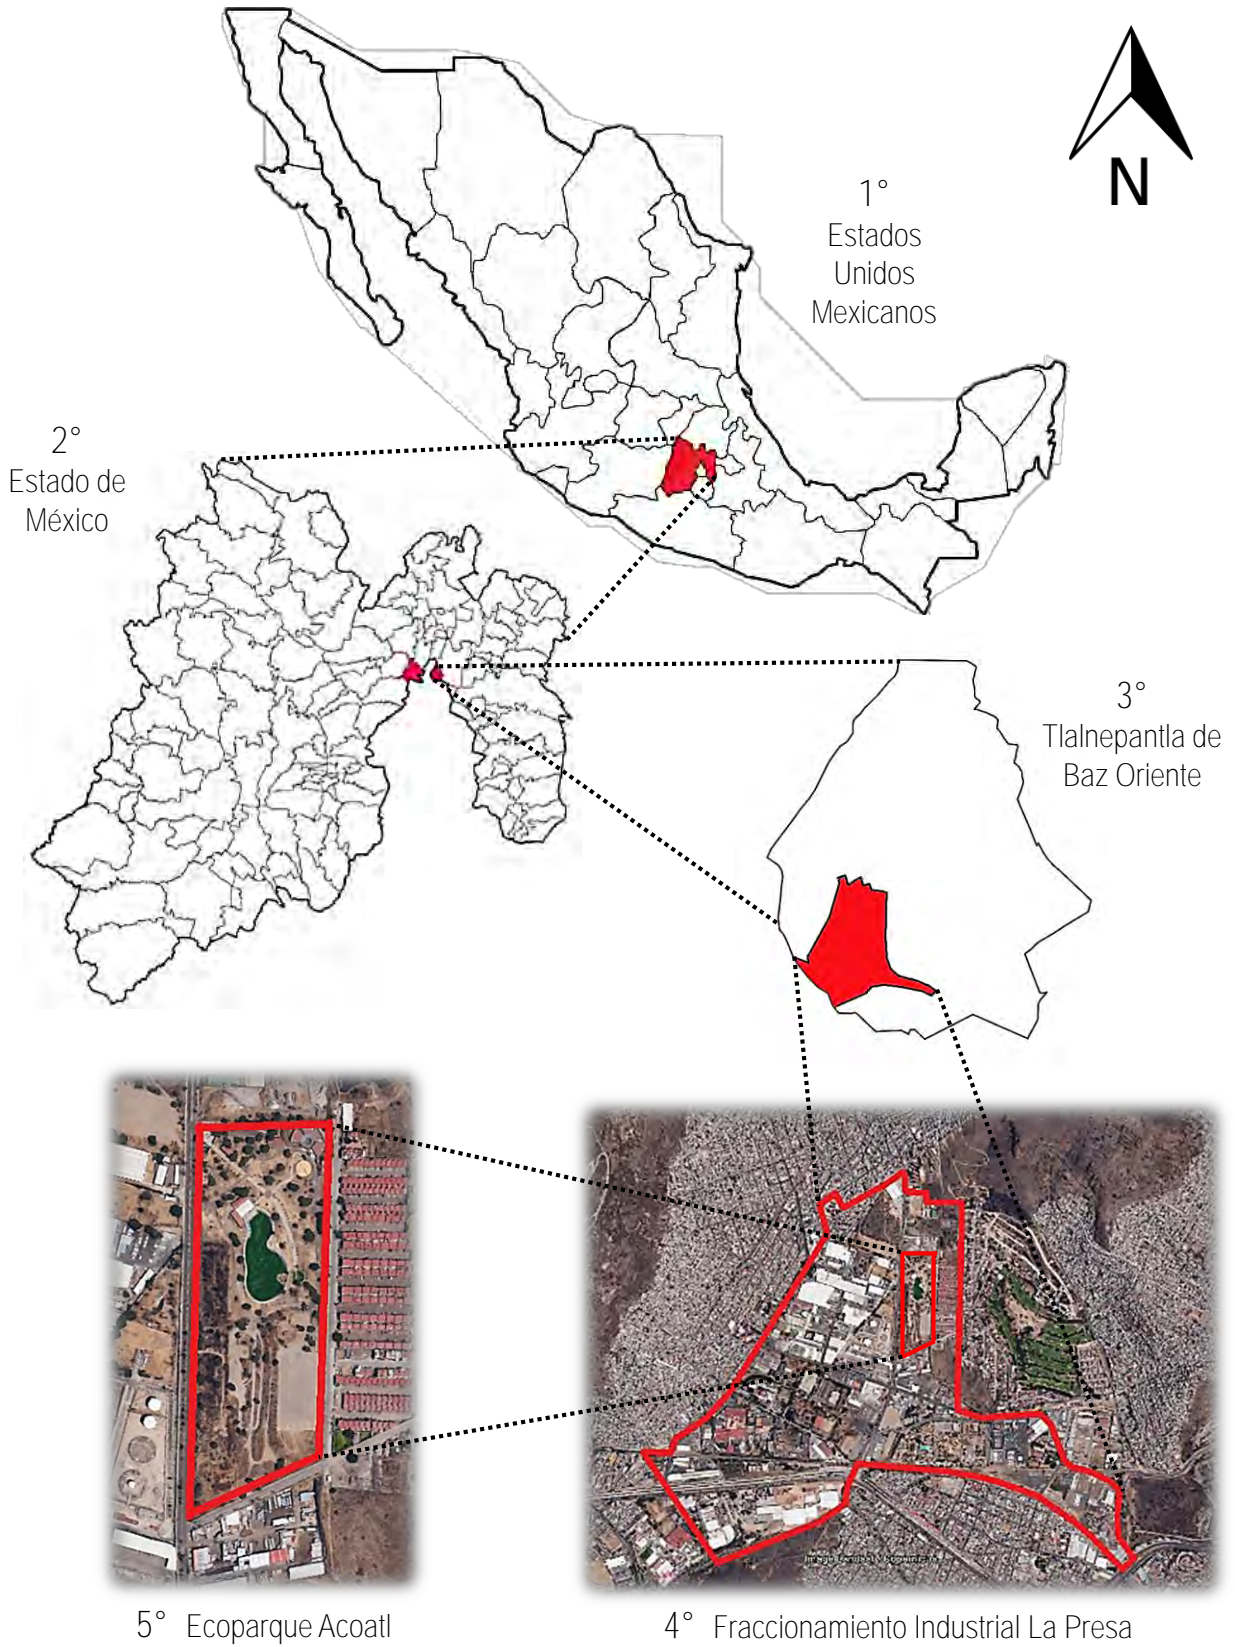 N
1°
Estados
Unidos
Mexicanos
2°
Estado de
México
3°
Tlalnepantla de
Baz Oriente
5° Ecoparque Acoatl
4° Fraccionamiento Industrial La Presa